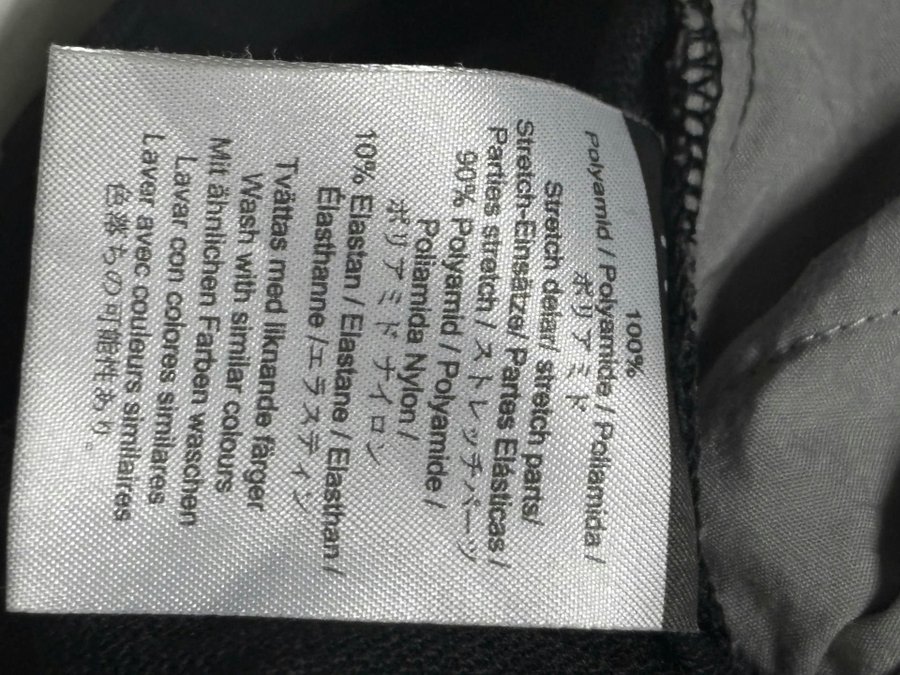 100%
Polyamid / Polyamide / Poliamida /
ポリアミド
Stretch delar/ stretch parts/
Stretch-Einsätze/ Partes Elásticas /
Parties stretch / ストレッチパーツ
90% Polyamid / Polyamide /
Poliamida Nylon /
ポリアミド ナイロン
10% Elastan / Elastane / Elasthan /
Élasthanne /エラスティン
Tvättas med liknande färger
Wash with similar colours
Mit ähnlichen Farben waschen
Lavar con colores similares
Laver avec couleurs similaires
色落ちの可能性あり。